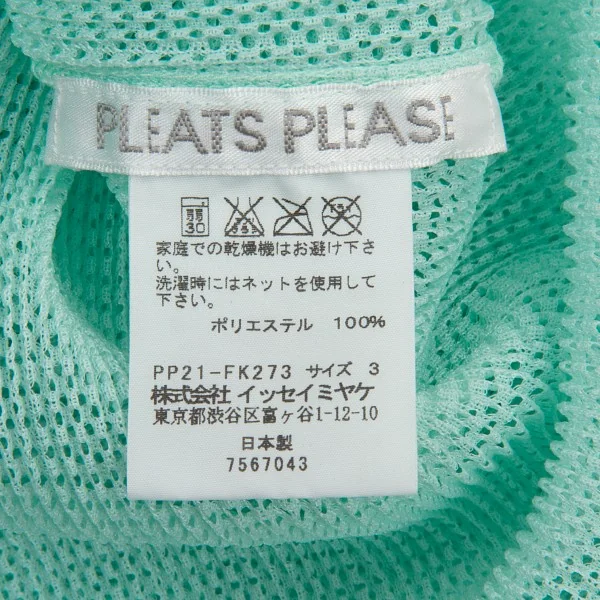 PLEATS PLEASE
弱
30
家庭での乾燥機はお避け下さ
い。
洗濯時にはネットを使用して下さ
い。
ポリエステル 100%
PP21-FK273 サイズ 3
株式会社 イッセイミヤケ
東京都渋谷区富ヶ谷1-12-10
日本製
7567043